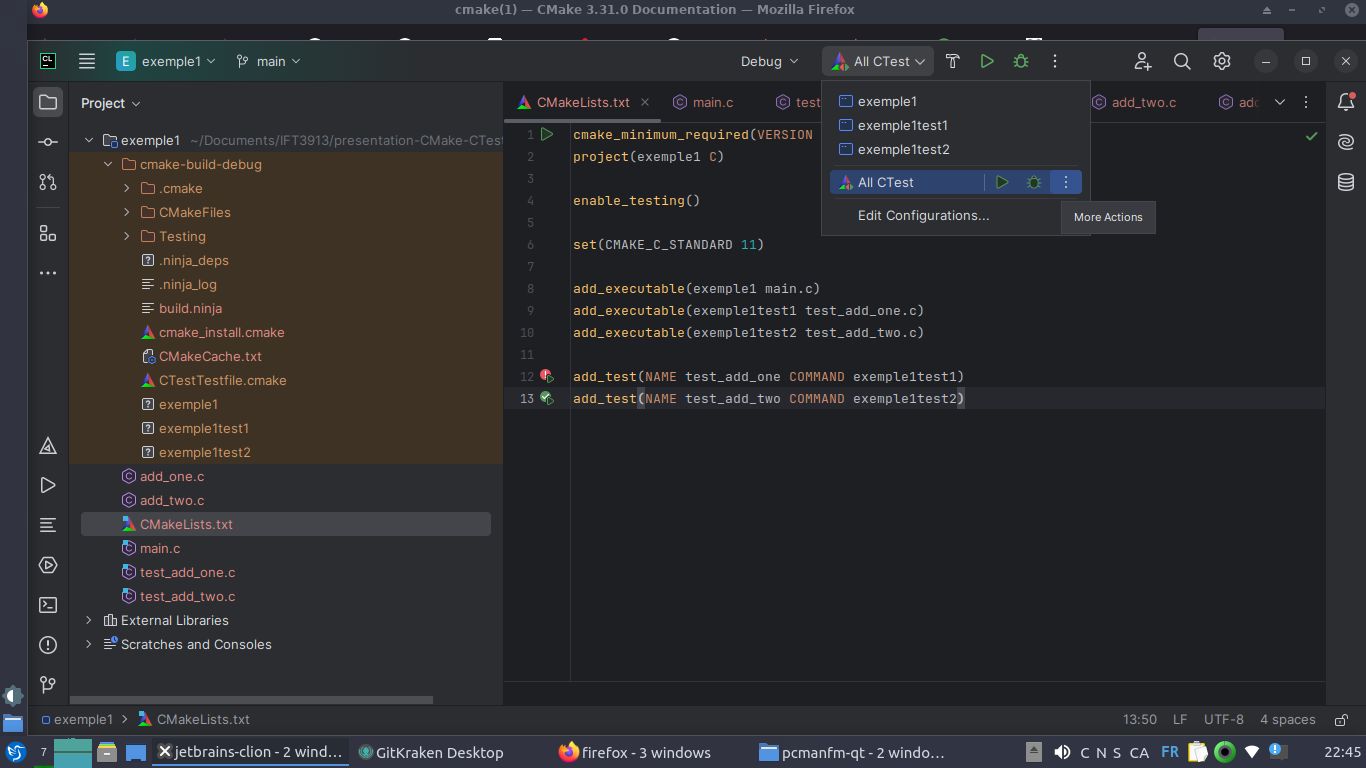 cmake(1) — CMake 3.31.0 Documentation — Mozilla Firefox
CL
E exemple1
main
Debug
All CTest
Project
CMakeLists.txt
main.c
test
add_two.c
exemple1 ~/Documents/IFT3913/presentation-CMake-CTest
cmake-build-debug
.cmake
CMakeFiles
Testing
.ninja_deps
.ninja_log
build.ninja
cmake_install.cmake
CMakeCache.txt
CTestTestfile.cmake
exemple1
exemple1test1
exemple1test2
add_one.c
add_two.c
CMakeLists.txt
main.c
test_add_one.c
test_add_two.c
External Libraries
Scratches and Consoles
1 cmake_minimum_required(VERSION
2 project(exemple1 C)
3
4 enable_testing()
5
6 set(CMAKE_C_STANDARD 11)
7
8 add_executable(exemple1 main.c)
9 add_executable(exemple1test1 test_add_one.c)
10 add_executable(exemple1test2 test_add_two.c)
11
12 add_test(NAME test_add_one COMMAND exemple1test1)
13 add_test(NAME test_add_two COMMAND exemple1test2)
exemple1
exemple1test1
exemple1test2
All CTest
Edit Configurations...
More Actions
exemple1 > CMakeLists.txt
13:50 LF UTF-8 4 spaces
7
jetbrains-clion - 2 wind...
GitKraken Desktop
firefox - 3 windows
pcmanfm-qt - 2 windo...
C N S CA FR
22:45